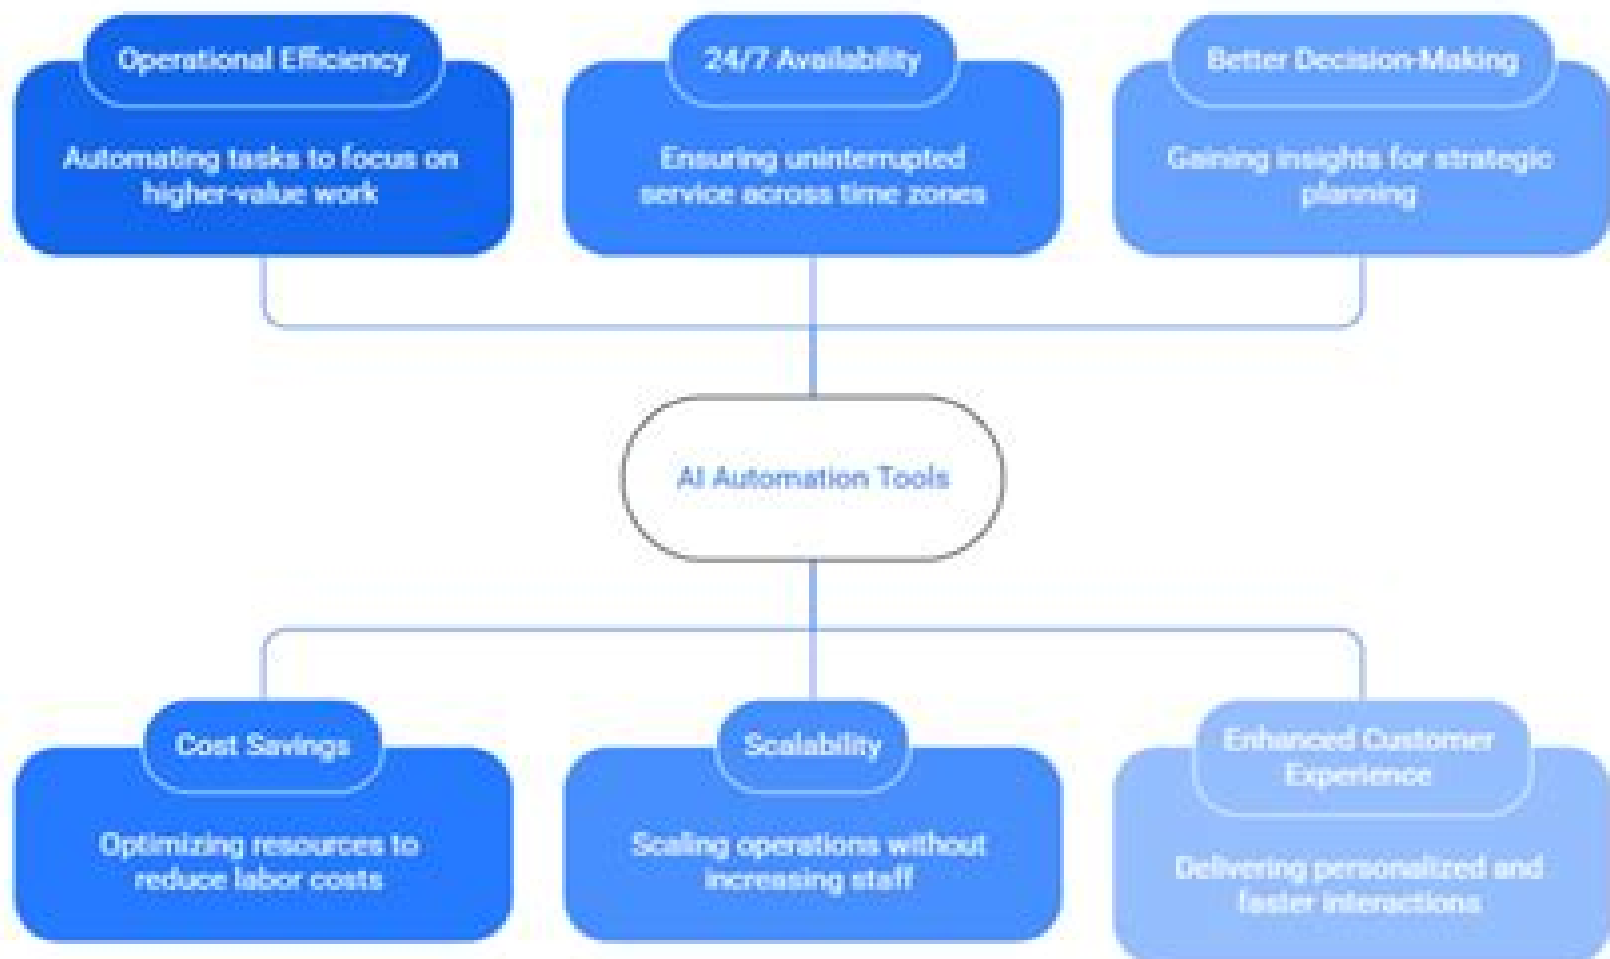 Operational Efficiency
Automating tasks to focus on
higher-value work
24/7 Availability
Ensuring uninterrupted
service across time zones
Better Decision-Making
Gaining insights for strategic
planning
AI Automation Tools
Cost Savings
Optimizing resources to
reduce labor costs
Scalability
Scaling operations without
increasing staff
Enhanced Customer
Experience
Delivering personalized and
faster interactions